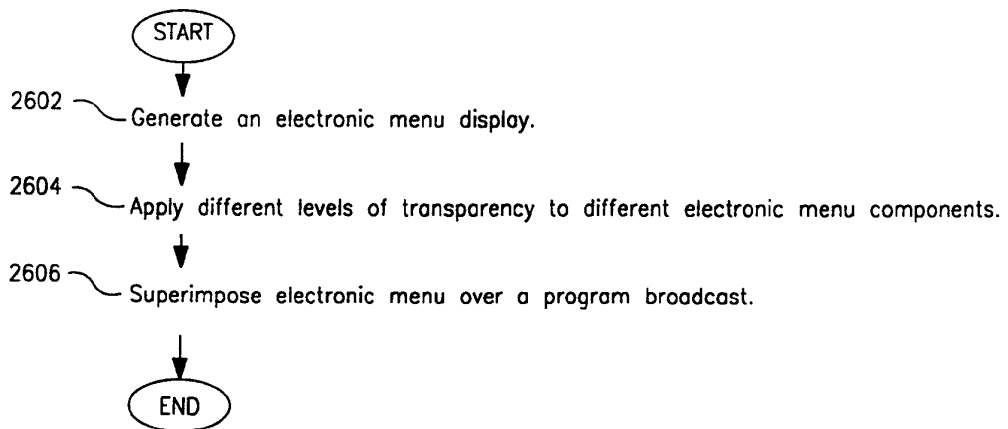 START
2602
Generate an electronic menu display.
2604
Apply different levels of transparency to different electronic menu components.
2606
Superimpose electronic menu over a program broadcast.
END